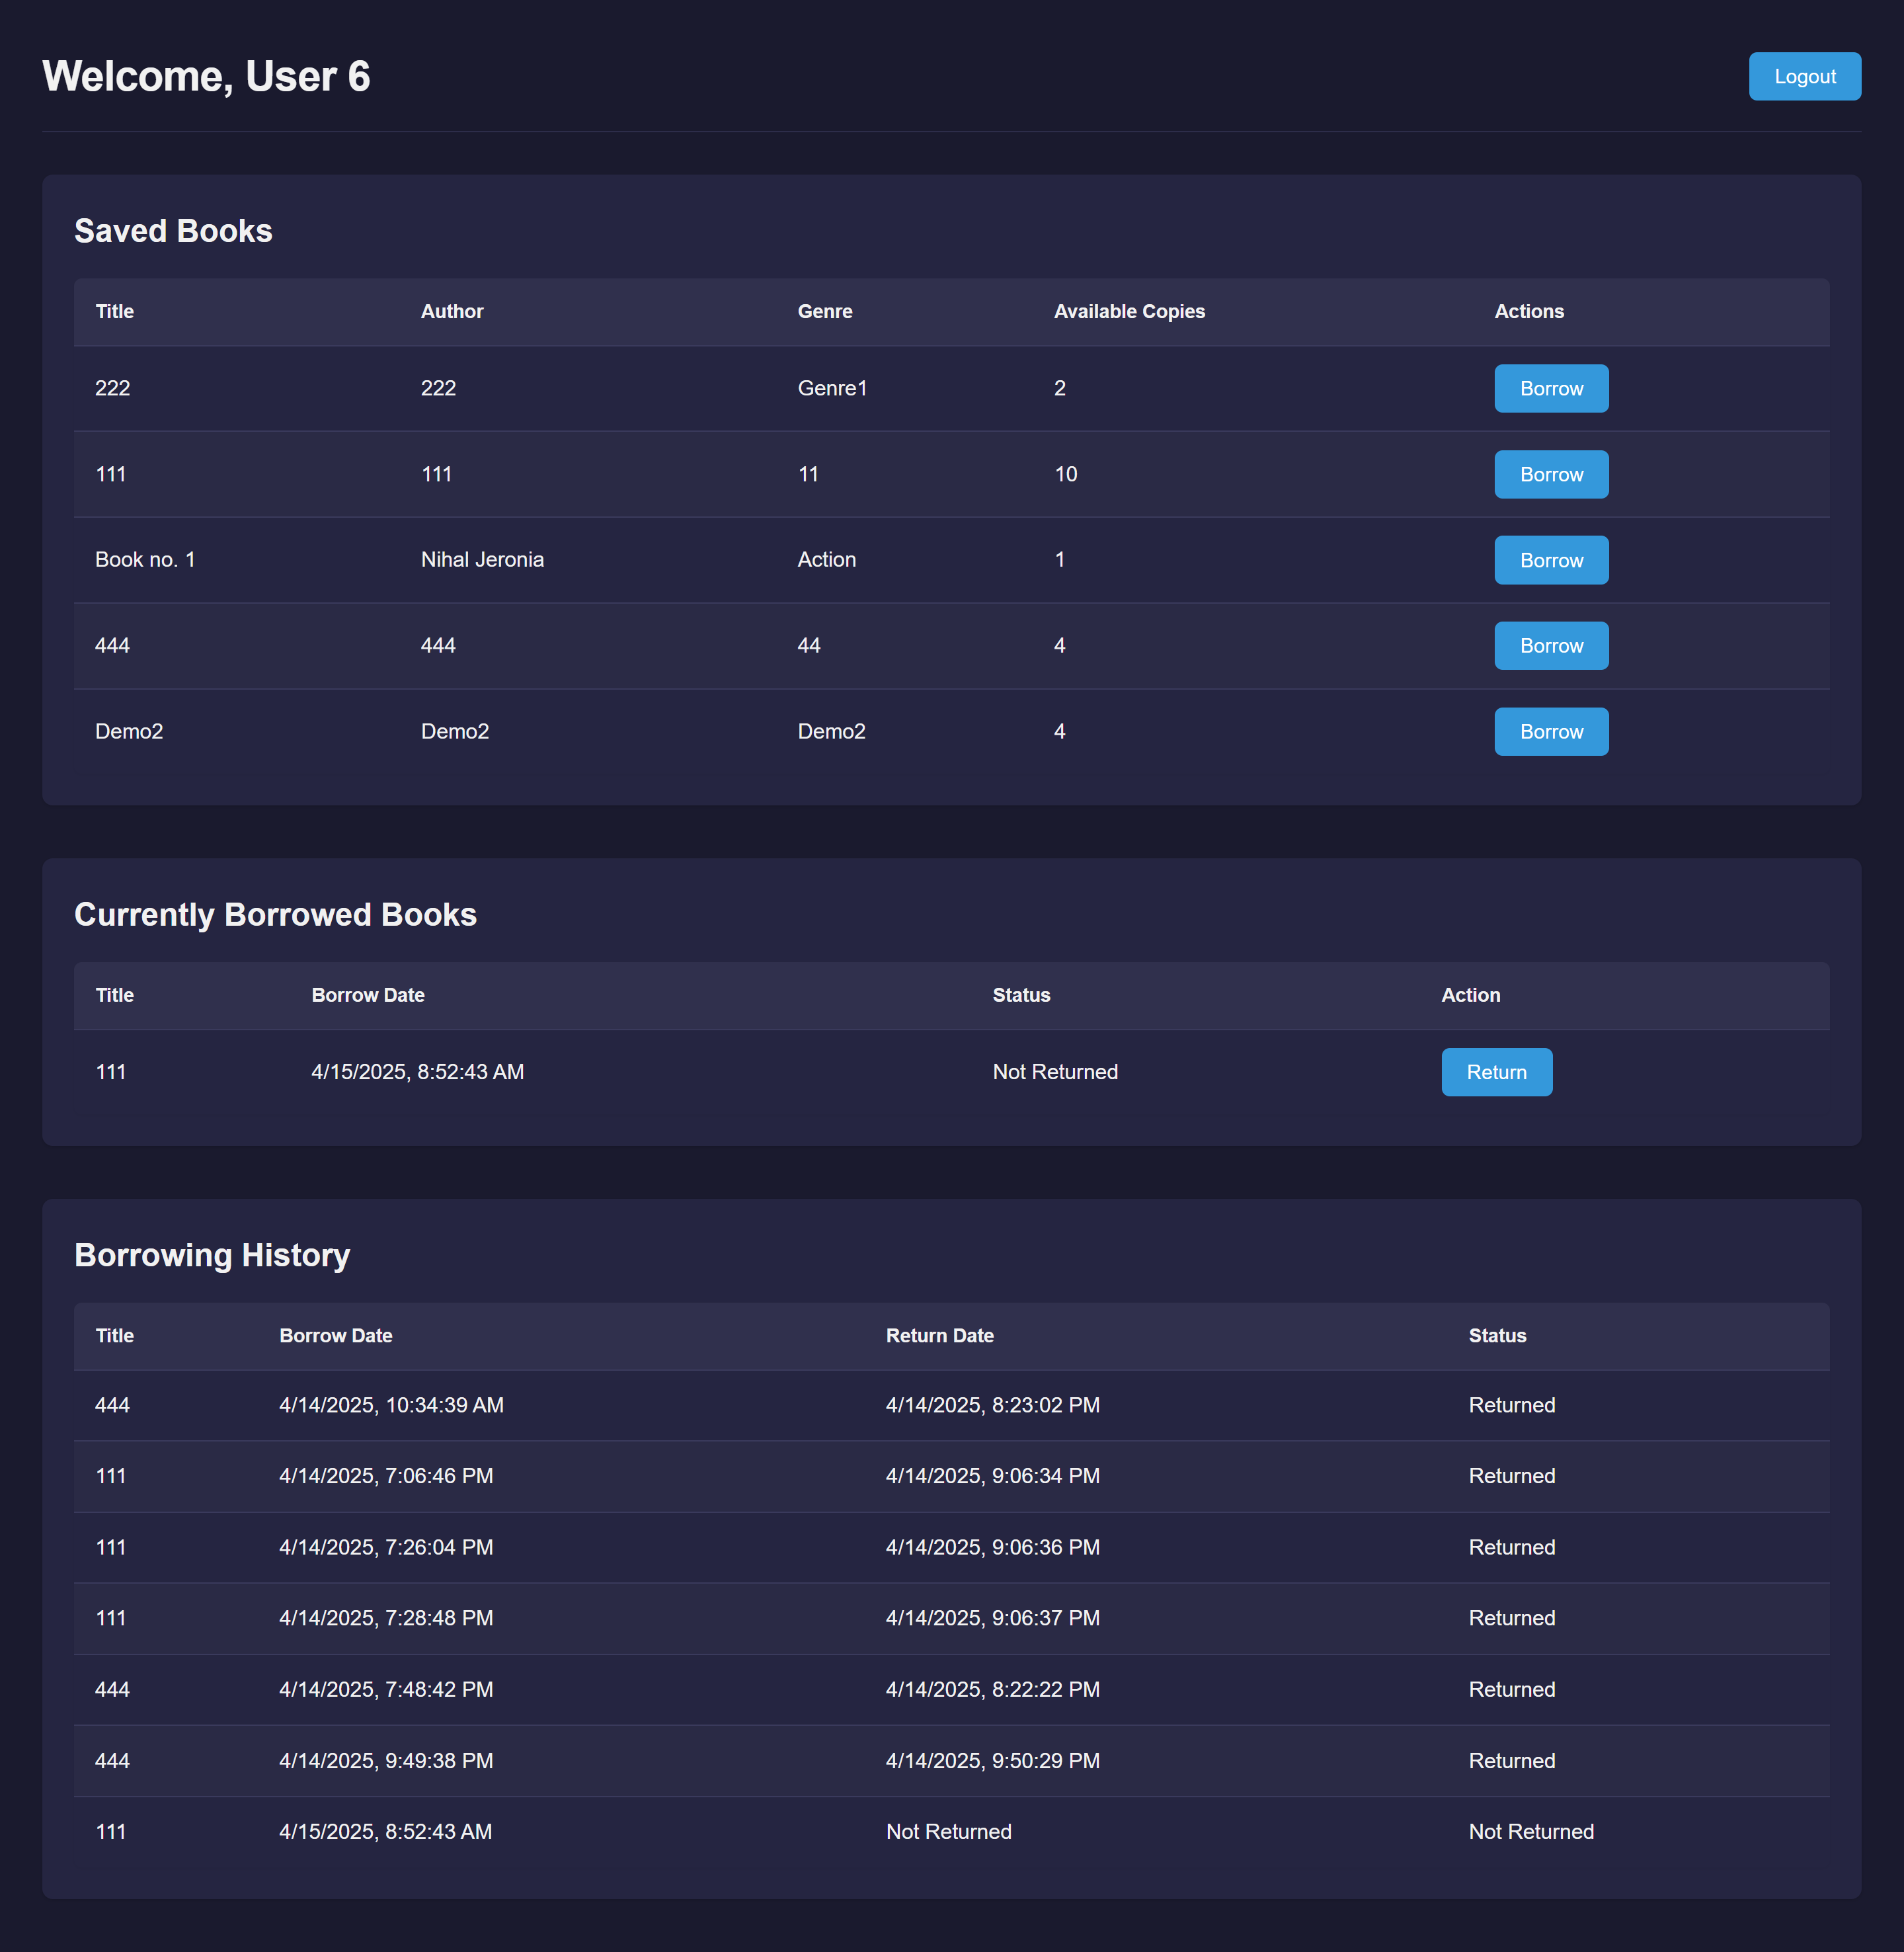 Welcome, User 6
Logout
Saved Books
Title Author Genre Available Copies Actions
222 222 Genre1 2 Borrow
111 111 11 10 Borrow
Book no. 1 Nihal Jeronia Action 1 Borrow
444 444 44 4 Borrow
Demo2 Demo2 Demo2 4 Borrow
Currently Borrowed Books
Title Borrow Date Status Action
111 4/15/2025, 8:52:43 AM Not Returned Return
Borrowing History
Title Borrow Date Return Date Status
444 4/14/2025, 10:34:39 AM 4/14/2025, 8:23:02 PM Returned
111 4/14/2025, 7:06:46 PM 4/14/2025, 9:06:34 PM Returned
111 4/14/2025, 7:26:04 PM 4/14/2025, 9:06:36 PM Returned
111 4/14/2025, 7:28:48 PM 4/14/2025, 9:06:37 PM Returned
444 4/14/2025, 7:48:42 PM 4/14/2025, 8:22:22 PM Returned
444 4/14/2025, 9:49:38 PM 4/14/2025, 9:50:29 PM Returned
111 4/15/2025, 8:52:43 AM Not Returned Not Returned